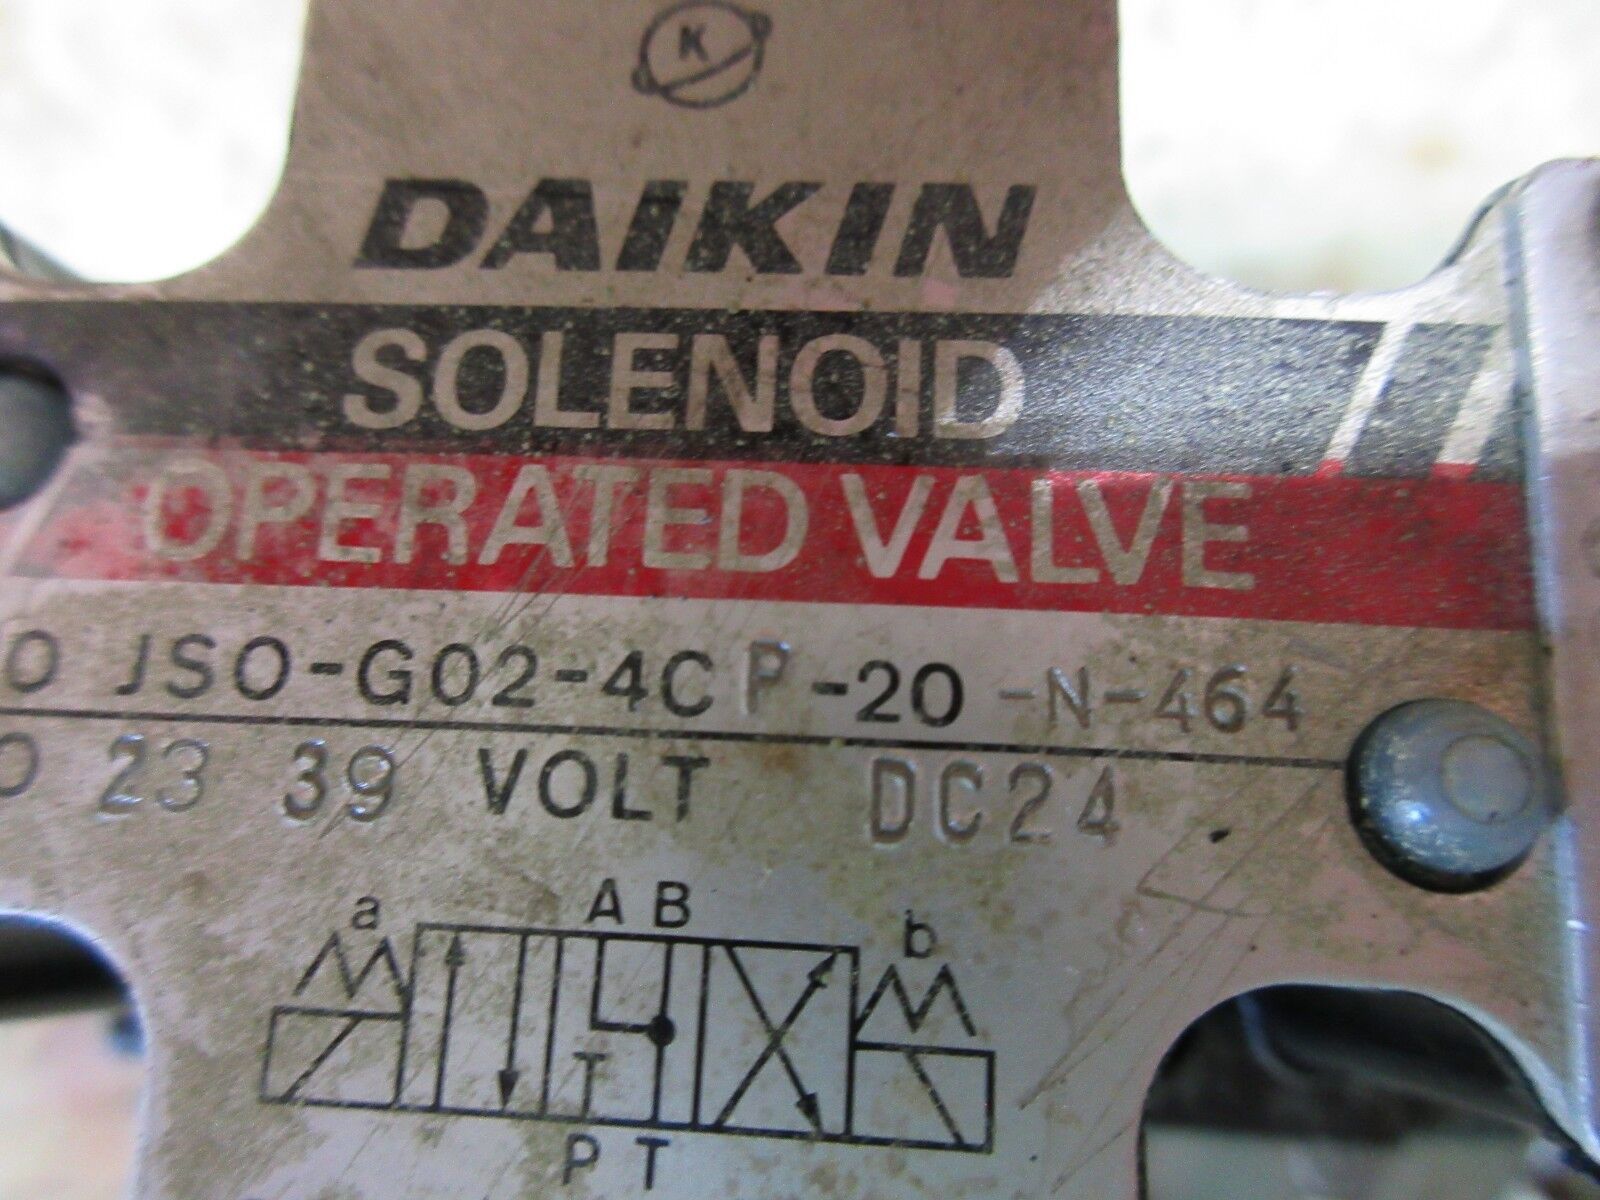 K
DAIKIN
SOLENOID
OPERATED VALVE
O JSO-G02-4CP-20-N-464
O 23 39 VOLT DC24
a A B b
T
P T